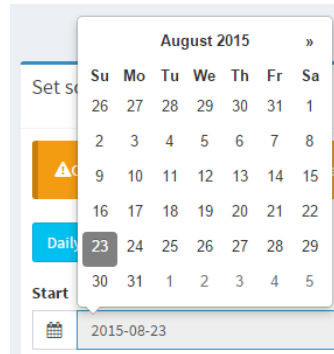 August 2015 »
Su Mo Tu We Th Fr Sa
26 27 28 29 30 31 1
2 3 4 5 6 7 8
9 10 11 12 13 14 15
16 17 18 19 20 21 22
23 24 25 26 27 28 29
30 31 1 2 3 4 5
Set
Daily
Start
2015-08-23